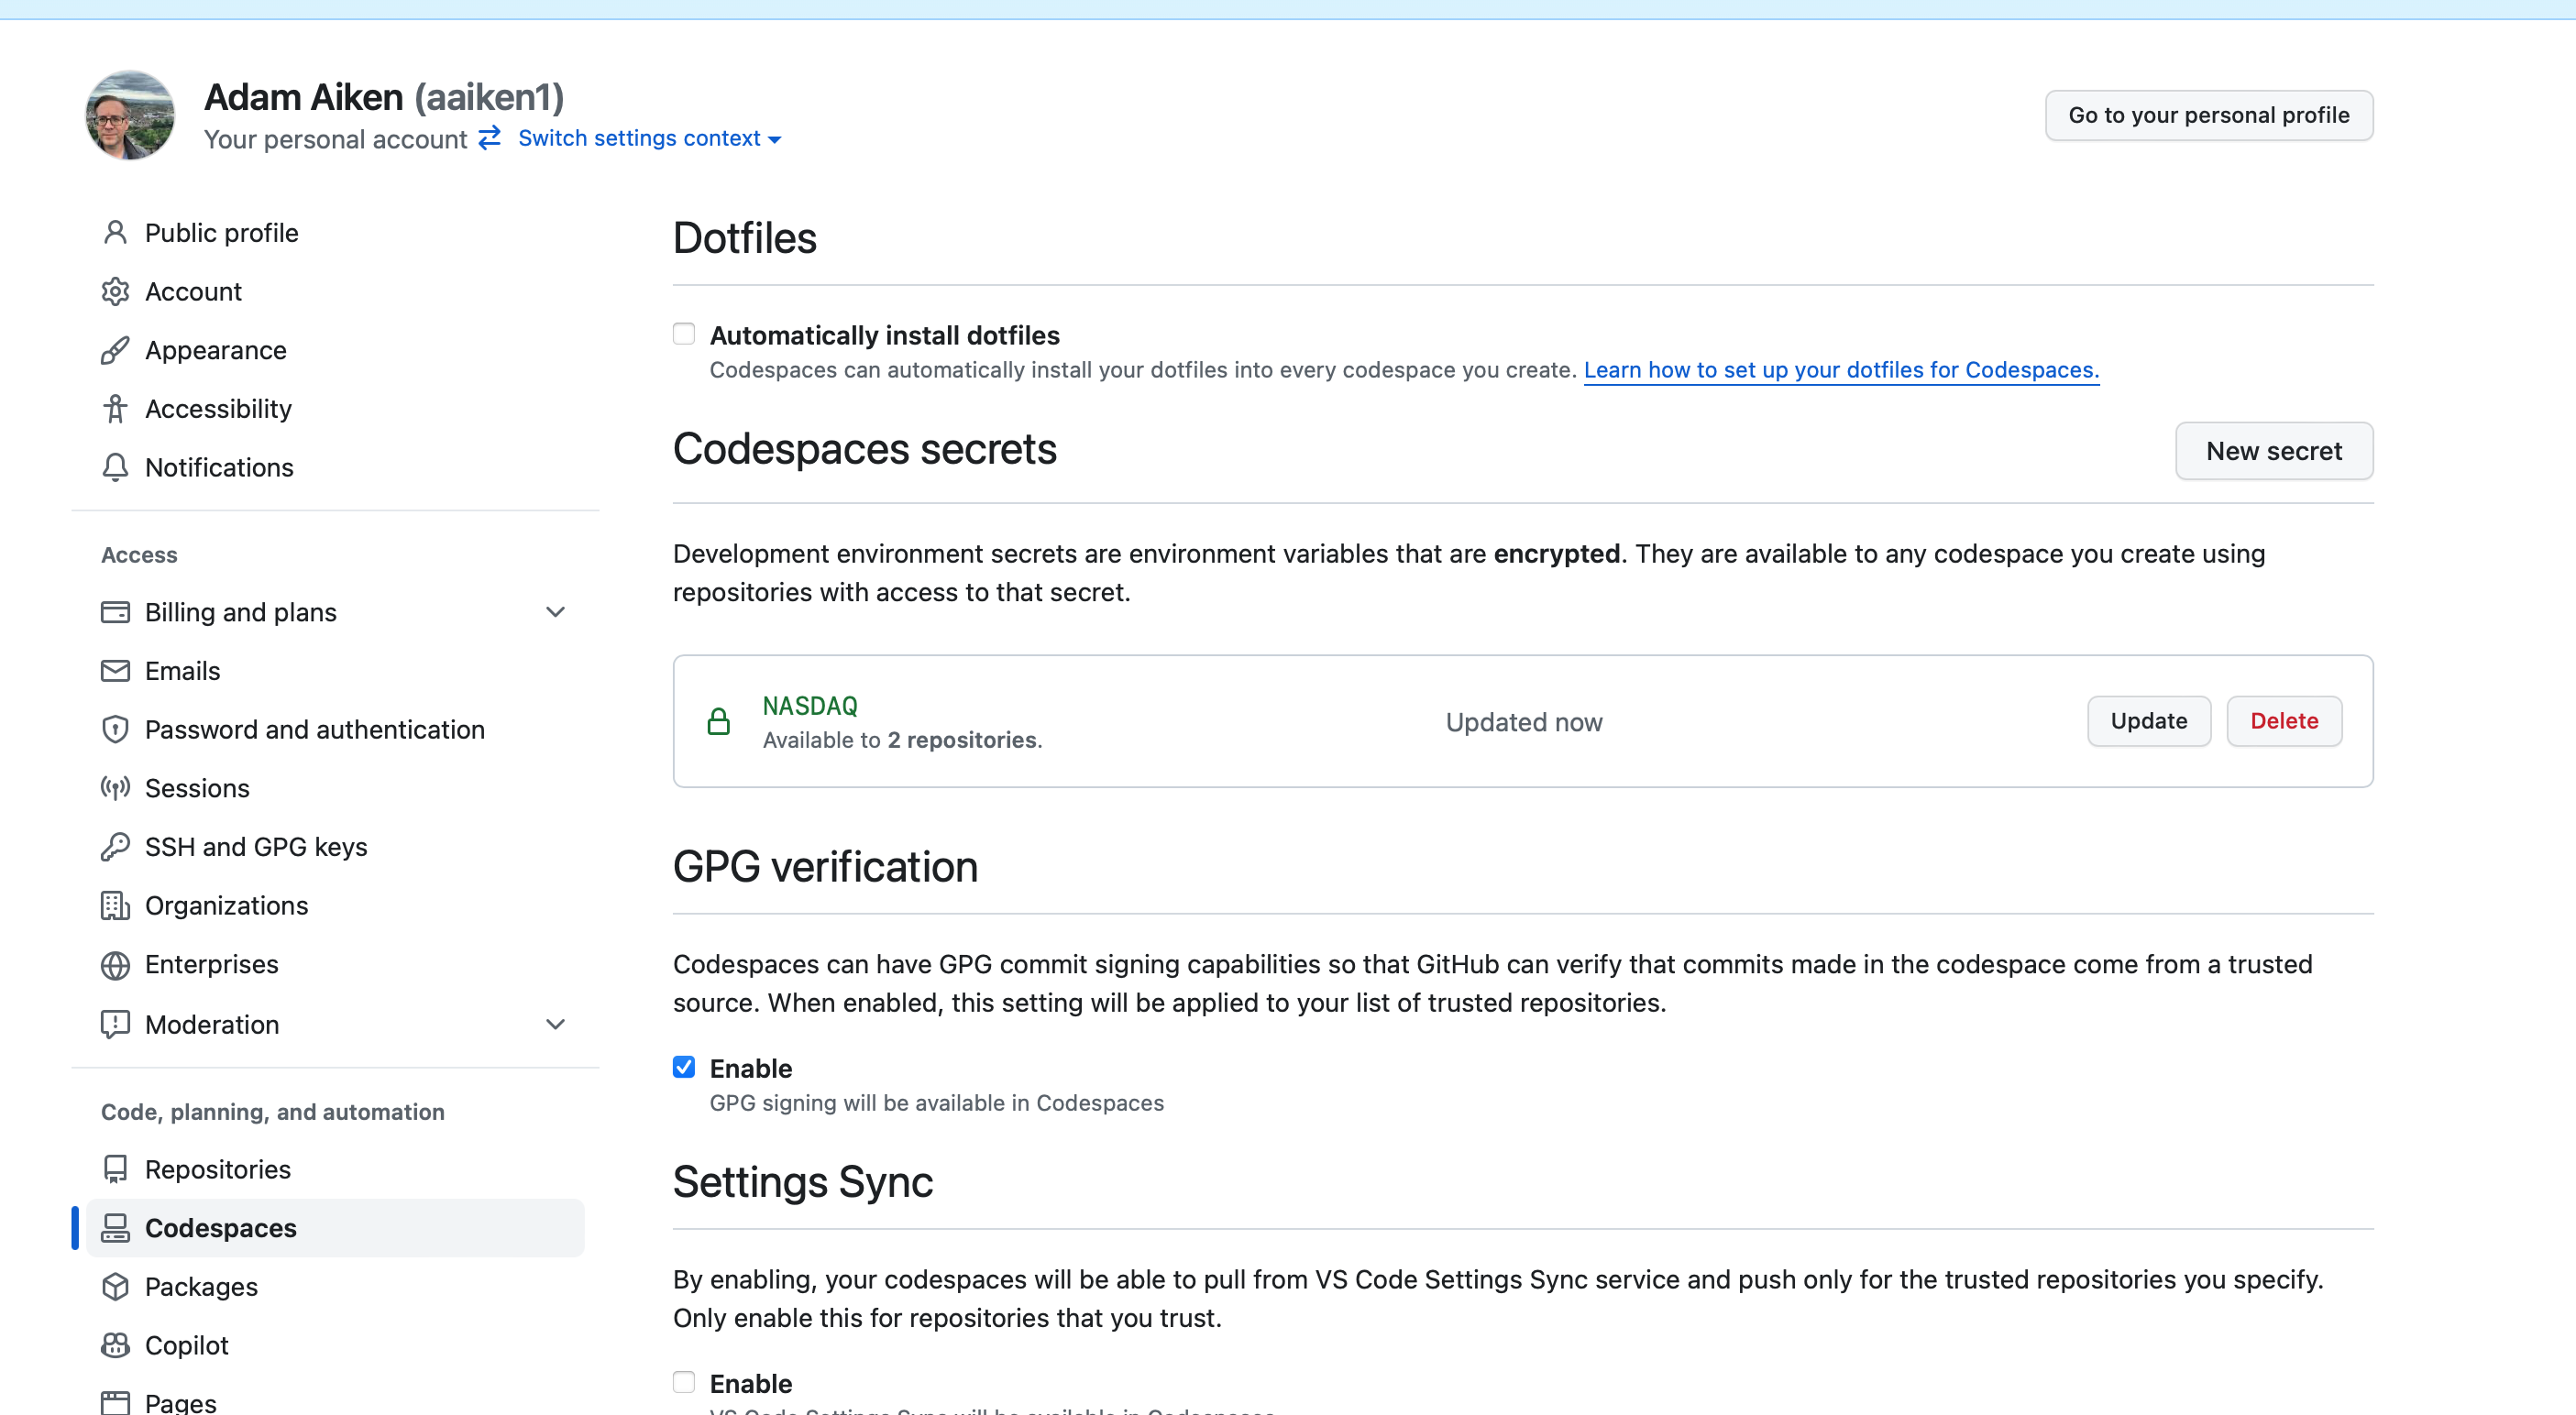 Adam Aiken (aaiken1)
Your personal account Switch settings context
Go to your personal profile
Public profile
Account
Appearance
Accessibility
Notifications
Access
Billing and plans
Emails
Password and authentication
Sessions
SSH and GPG keys
Organizations
Enterprises
Moderation
Code, planning, and automation
Repositories
Codespaces
Packages
Copilot
Pages
Dotfiles
Automatically install dotfiles
Codespaces can automatically install your dotfiles into every codespace you create. Learn how to set up your dotfiles for Codespaces.
Codespaces secrets
New secret
Development environment secrets are environment variables that are encrypted. They are available to any codespace you create using
repositories with access to that secret.
NASDAQ
Available to 2 repositories.
Updated now
Update
Delete
GPG verification
Codespaces can have GPG commit signing capabilities so that GitHub can verify that commits made in the codespace come from a trusted
source. When enabled, this setting will be applied to your list of trusted repositories.
Enable
GPG signing will be available in Codespaces
Settings Sync
By enabling, your codespaces will be able to pull from VS Code Settings Sync service and push only for the trusted repositories you specify.
Only enable this for repositories that you trust.
Enable
VS Code Settings Sync will be available in Codespaces